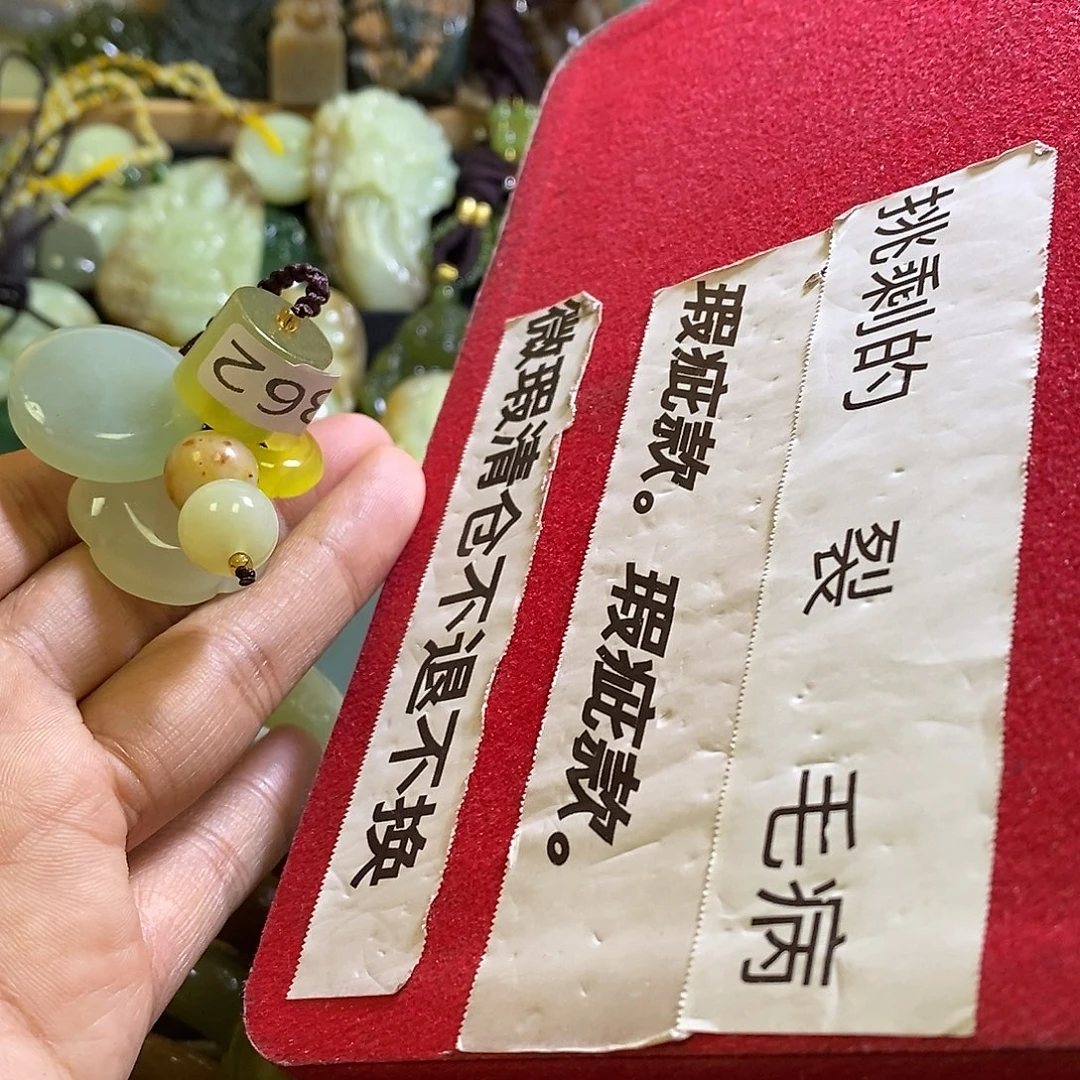 挑剩的 裂 毛病
瑕疵款。瑕疵款。
微瑕清仓不退不换
362